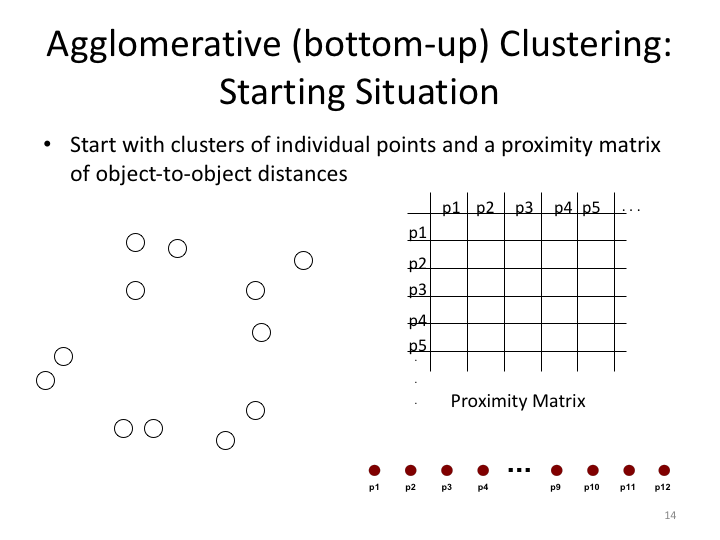 Agglomerative (bottom-up) Clustering:
Starting Situation
• Start with clusters of individual points and a proximity matrix
of object-to-object distances
p1 p2 p3 p4 p5 . . .
p1
p2
p3
p4
p5
.
.
.
Proximity Matrix
...
p1 p2 p3 p4 p9 p10 p11 p12
14